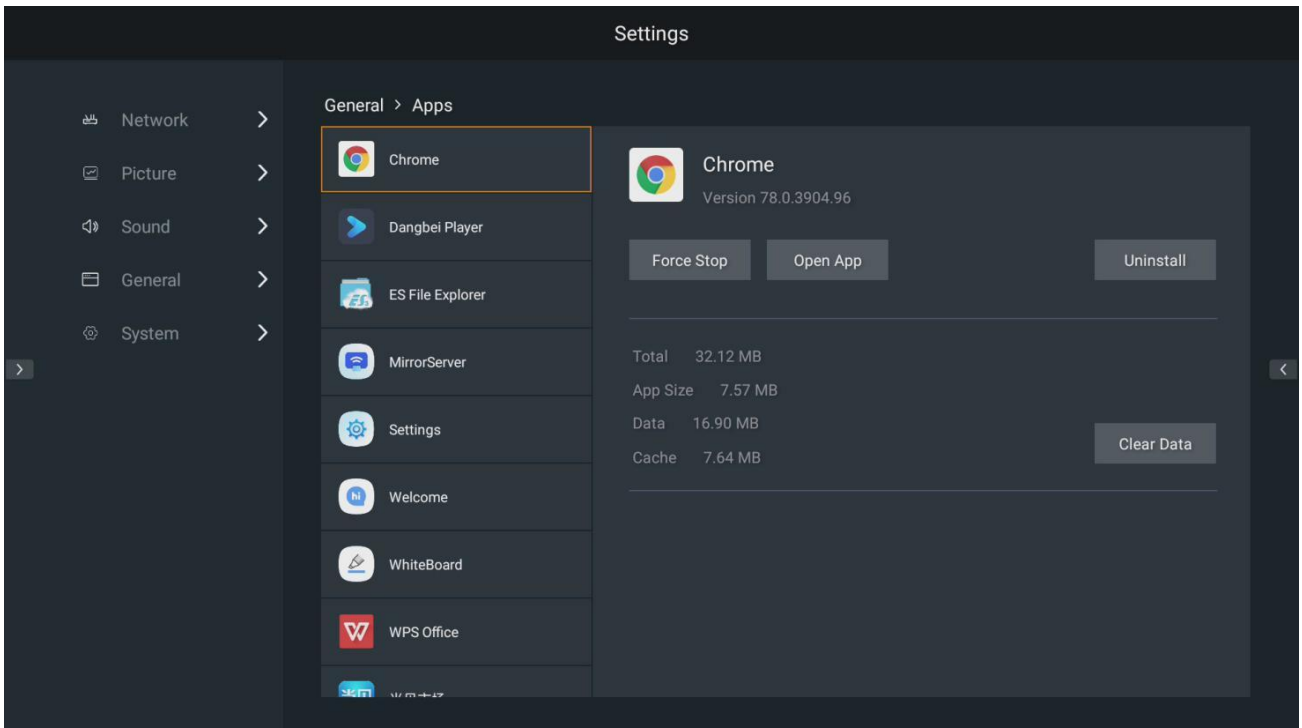 Settings
Network
Picture
Sound
General
System
General > Apps
Chrome
Dangbei Player
ES File Explorer
MirrorServer
Settings
Welcome
WhiteBoard
WPS Office
Chrome
Version 78.0.3904.96
Force Stop Open App Uninstall
Total 32.12 MB
App Size 7.57 MB
Data 16.90 MB
Cache 7.64 MB
Clear Data